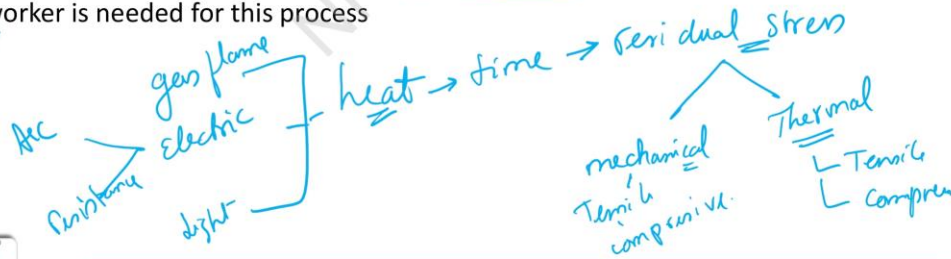 worker is needed for this process
gas flame
Arc
Electric
resistance
Light
heat → time → residual stress
mechanical
Tensile
compressive.
Thermal
Tensile
Compres